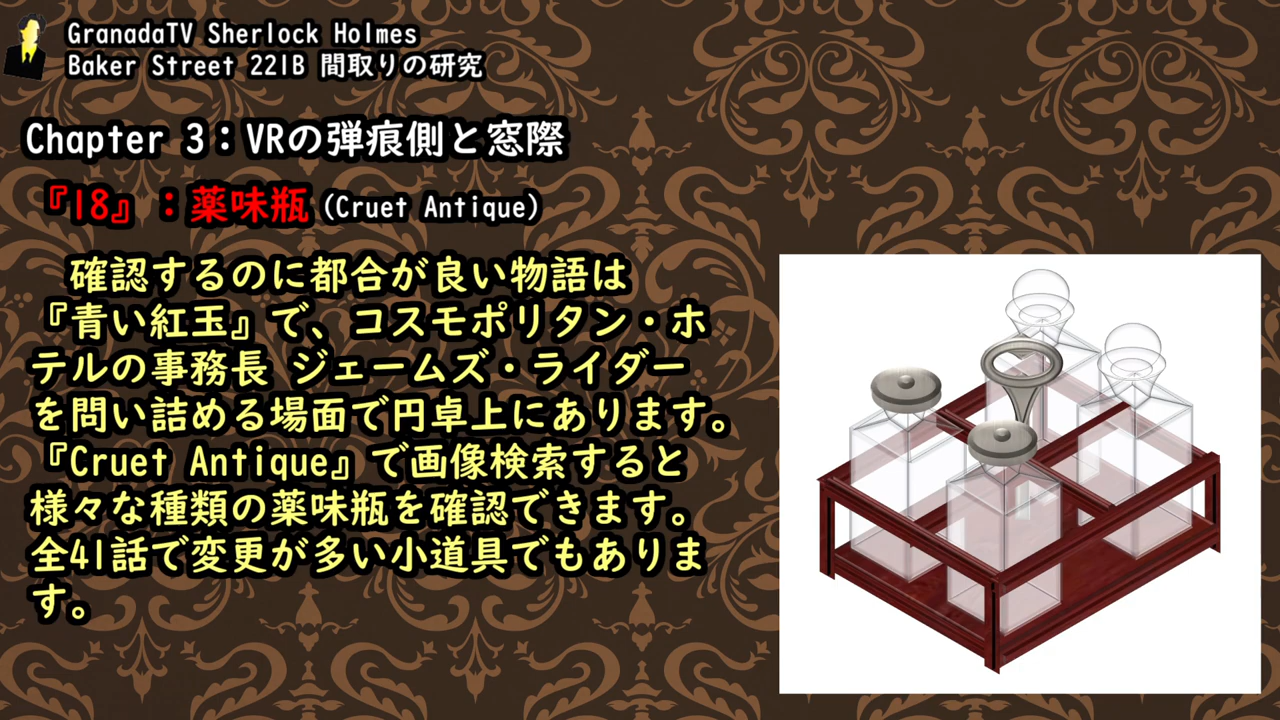 GranadaTV Sherlock Holmes
Baker Street 221B 間取りの研究
Chapter 3：VRの弾痕側と窓際
『18』：薬味瓶 (Cruet Antique)
確認するのに都合が良い物語は
『青い紅玉』で、コスモポリタン・ホ
テルの事務長 ジェームズ・ライダー
を問い詰める場面で円卓上にあります。
『Cruet Antique』で画像検索すると
様々な種類の薬味瓶を確認できます。
全41話で変更が多い小道具でもありま
す。